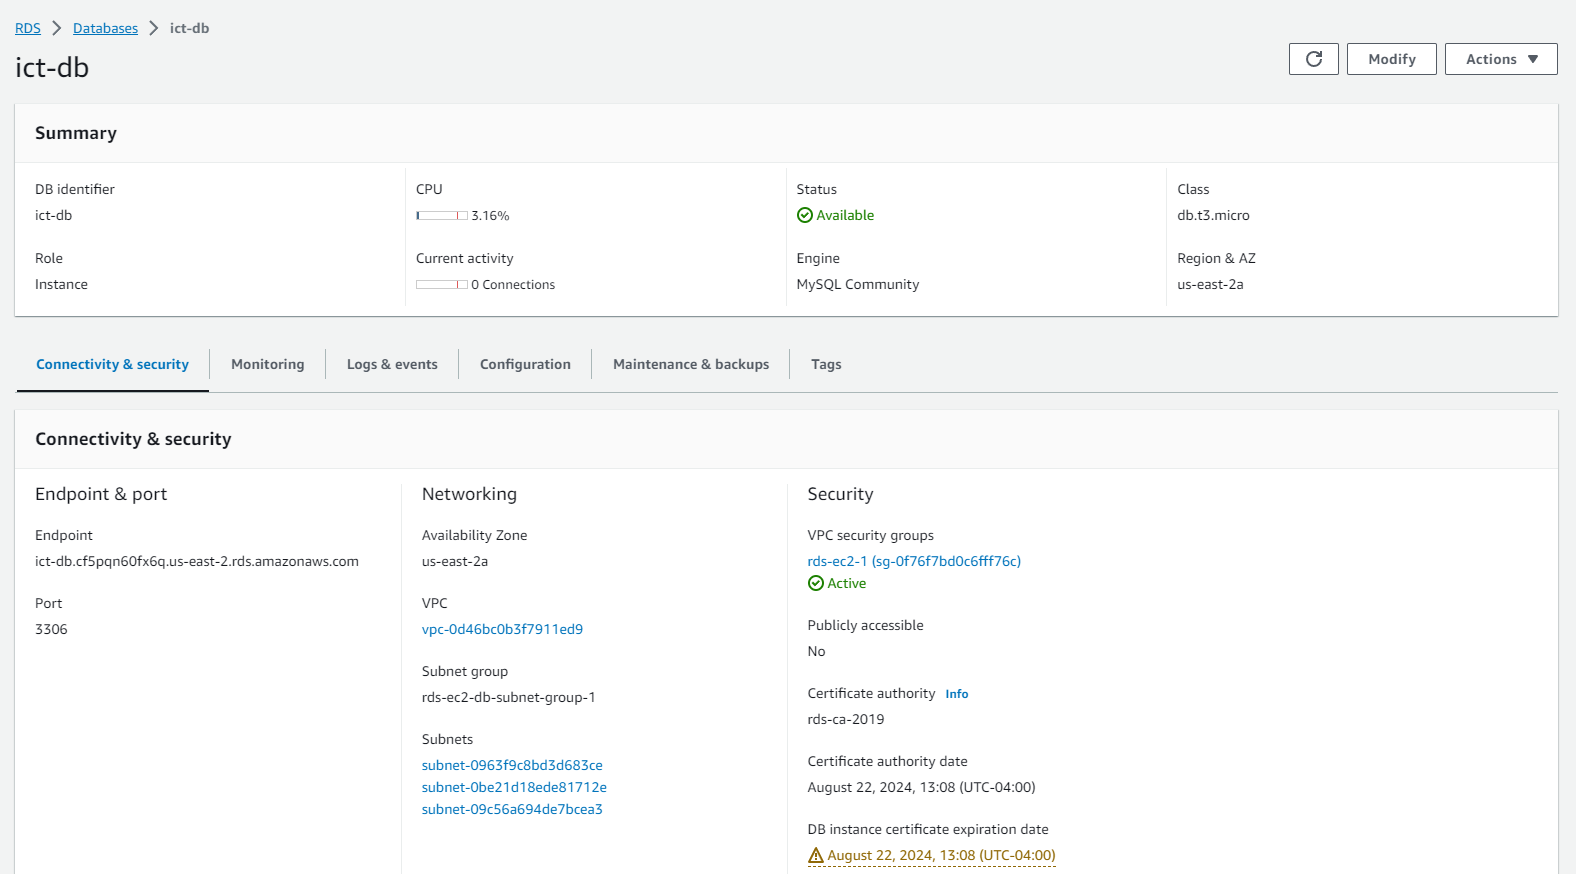 RDS > Databases > ict-db
ict-db
Modify
Actions
Summary
DB identifier
ict-db
CPU
3.16%
Status
Available
Class
db.t3.micro
Role
Instance
Current activity
0 Connections
Engine
MySQL Community
Region & AZ
us-east-2a
Connectivity & security
Monitoring
Logs & events
Configuration
Maintenance & backups
Tags
Connectivity & security
Endpoint & port
Endpoint
ict-db.cf5pqn60fx6q.us-east-2.rds.amazonaws.com
Port
3306
Networking
Availability Zone
us-east-2a
VPC
vpc-0d46bc0b3f7911ed9
Subnet group
rds-ec2-db-subnet-group-1
Subnets
subnet-0963f9c8bd3d683ce
subnet-0be21d18ede81712e
subnet-09c56a694de7bcea3
Security
VPC security groups
rds-ec2-1 (sg-0f76f7bd0c6fff76c)
Active
Publicly accessible
No
Certificate authority Info
rds-ca-2019
Certificate authority date
August 22, 2024, 13:08 (UTC-04:00)
DB instance certificate expiration date
August 22, 2024, 13:08 (UTC-04:00)